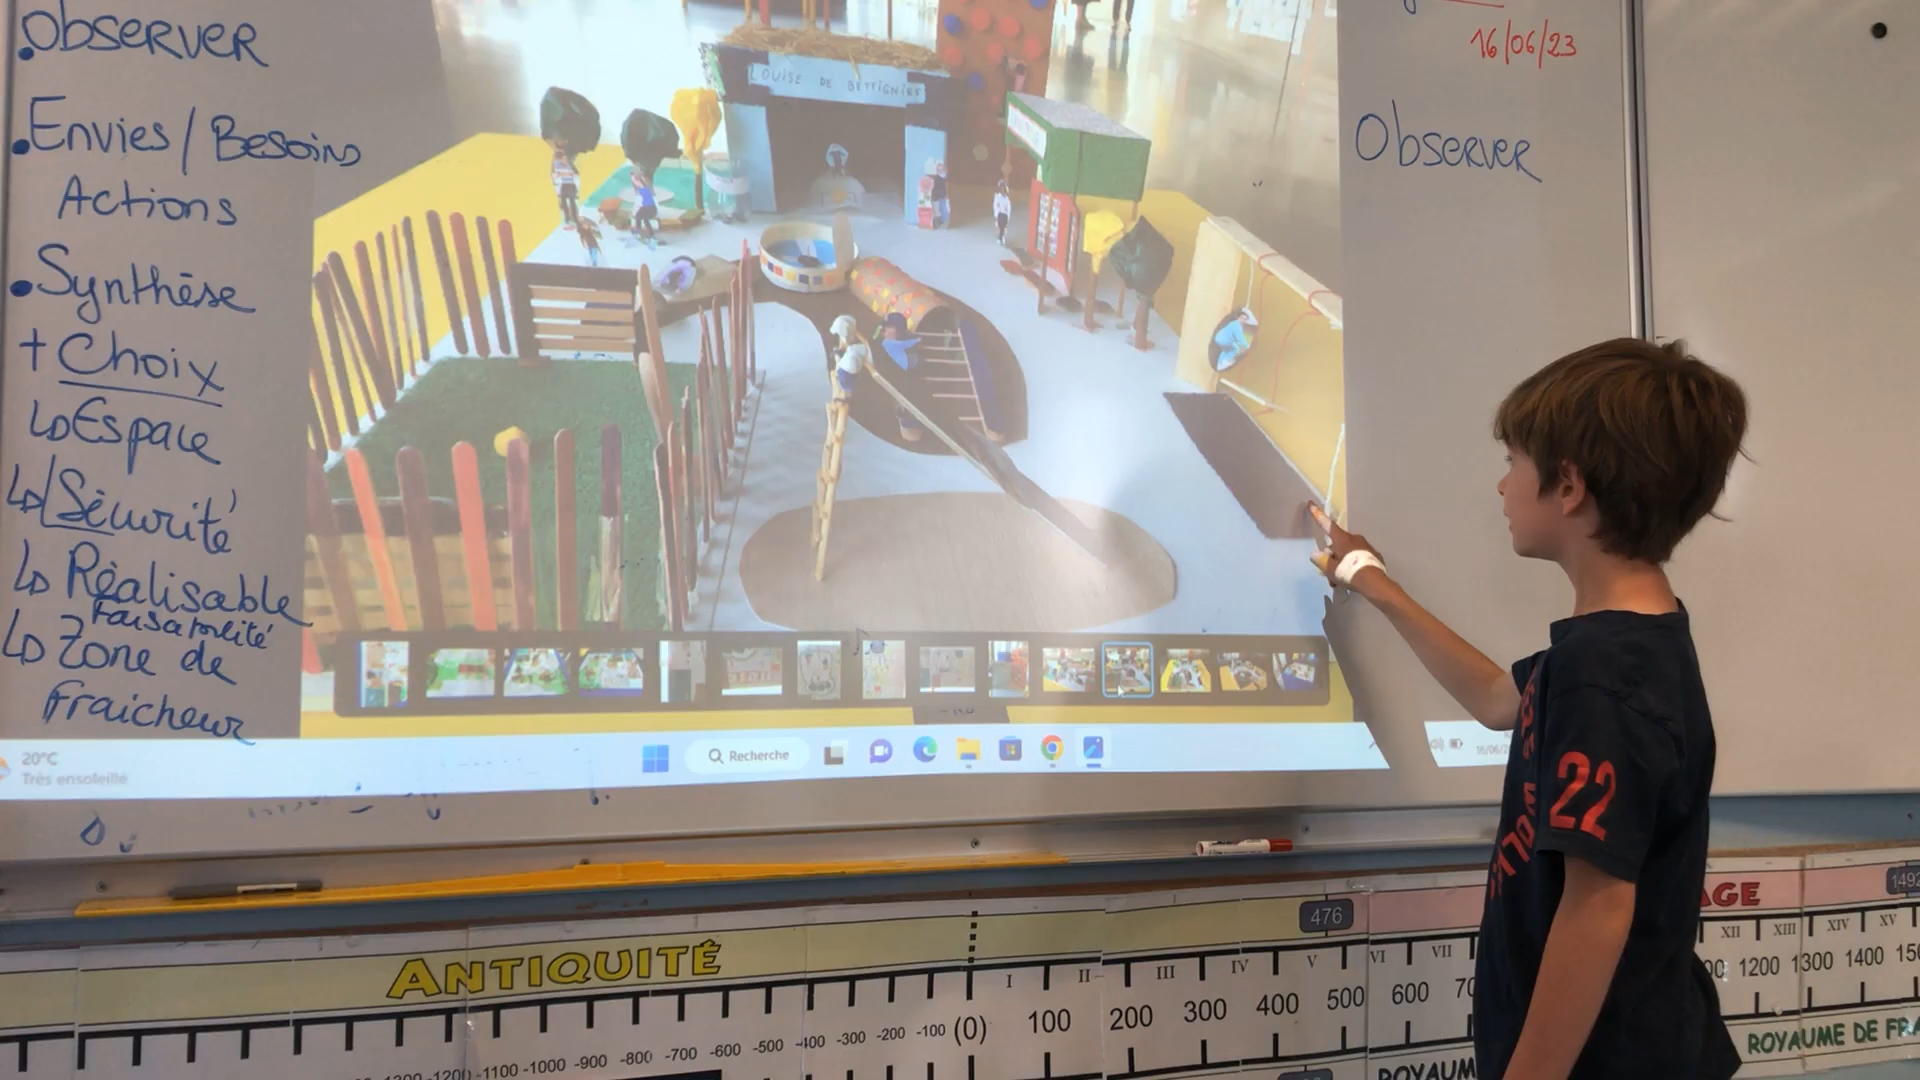 • Observer
• Envies / Besoins
Actions
• Synthèse
+ Choix
↳ Espace
↳ Sécurité
↳ Réalisable
Faisabilité
↳ Zone de
fraicheur
LOUISE DE BETTIGNIES
16/06/23
Observer
20°C
Très ensoleillé
Recherche
22
ANTIQUITÉ
476
AGE
1492
I II III IV V VI VII
XII XIII XIV XV
-1200 -1100 -1000 -900 -800 -700 -600 -500 -400 -300 -200 -100 (0) 100 200 300 400 500 600
1200 1300 1400
ROYAUME DE